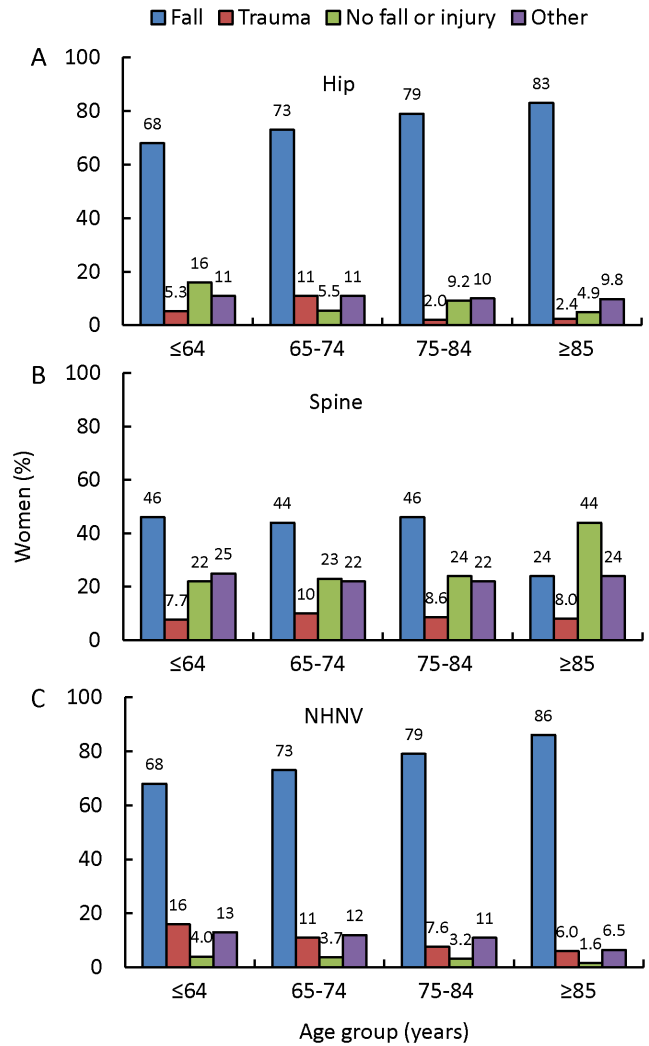 Fall Trauma No fall or injury Other
A
Hip
100
80
60
40
20
0
68 5.3 16 11
73 11 5.5 11
79 2.0 9.2 10
83 2.4 4.9 9.8
≤64 65-74 75-84 ≥85
B
Spine
Women (%)
100
80
60
40
20
0
46 7.7 22 25
44 10 23 22
46 8.6 24 22
24 8.0 44 24
≤64 65-74 75-84 ≥85
C
NHNV
100
80
60
40
20
0
68 16 4.0 13
73 11 3.7 12
79 7.6 3.2 11
86 6.0 1.6 6.5
≤64 65-74 75-84 ≥85
Age group (years)